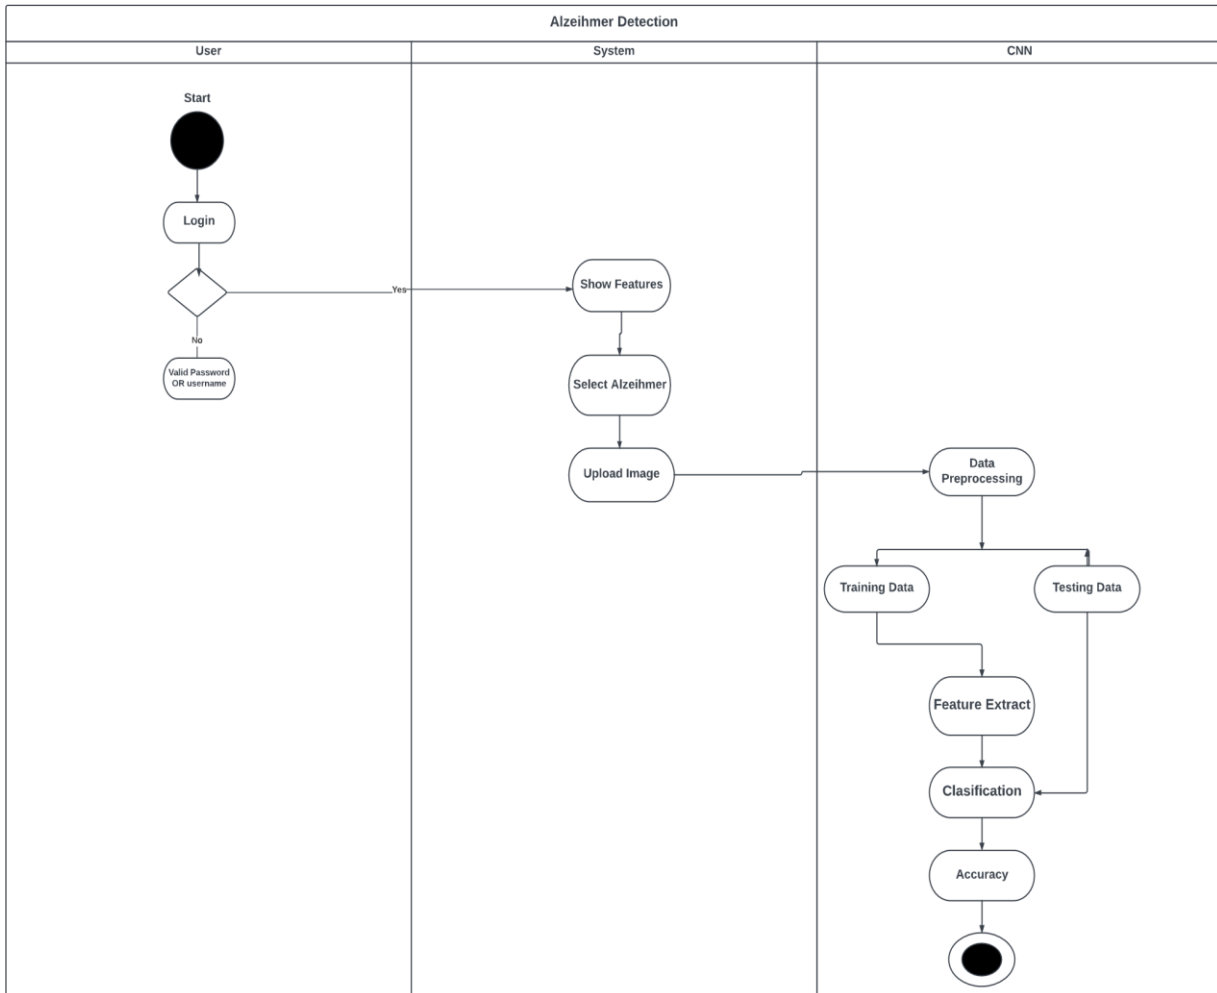 Alzeihmer Detection
User
System
CNN
Start
Login
Yes
No
Valid Password
OR username
Show Features
Select Alzeihmer
Upload Image
Data
Preprocessing
Training Data
Testing Data
Feature Extract
Clasification
Accuracy